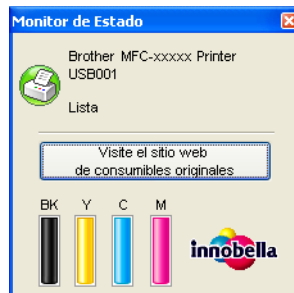 Monitor de Estado
Brother MFC-xxxxx Printer
USB001
Lista
Visite el sitio web
de consumibles originales
BK Y C M
innobella